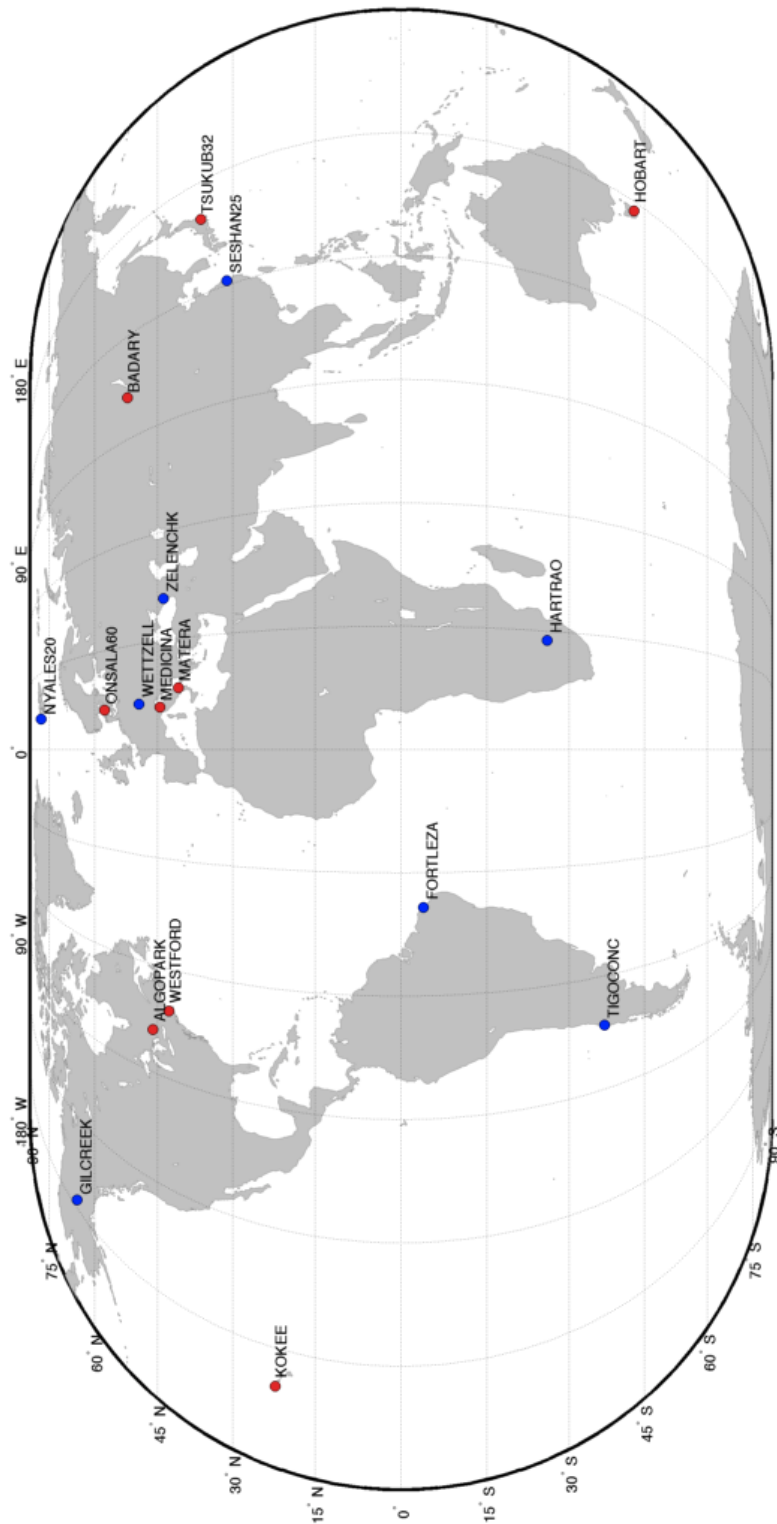 180° W
90° W
0°
90° E
180° E
90° N
75° N
60° N
45° N
30° N
15° N
0°
15° S
30° S
45° S
60° S
75° S
90° S
GILCREEK
KOKEE
ALGOPARK
WESTFORD
FORTLEZA
TIGOCONC
NYALES20
ONSALA60
WETTZELL
MEDICINA
MATERA
ZELENCHK
HARTRAO
BADARY
SESHAN25
TSUKUB32
HOBART